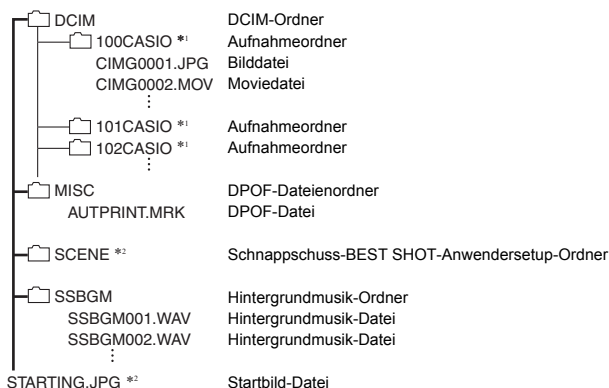 DCIM DCIM-Ordner
100CASIO *1 Aufnahmeordner
CIMG0001.JPG Bilddatei
CIMG0002.MOV Moviedatei
101CASIO *1 Aufnahmeordner
102CASIO *1 Aufnahmeordner
MISC DPOF-Dateienordner
AUTPRINT.MRK DPOF-Datei
SCENE *2 Schnappschuss-BEST SHOT-Anwendersetup-Ordner
SSBGM Hintergrundmusik-Ordner
SSBGM001.WAV Hintergrundmusik-Datei
SSBGM002.WAV Hintergrundmusik-Datei
STARTING.JPG *2 Startbild-Datei